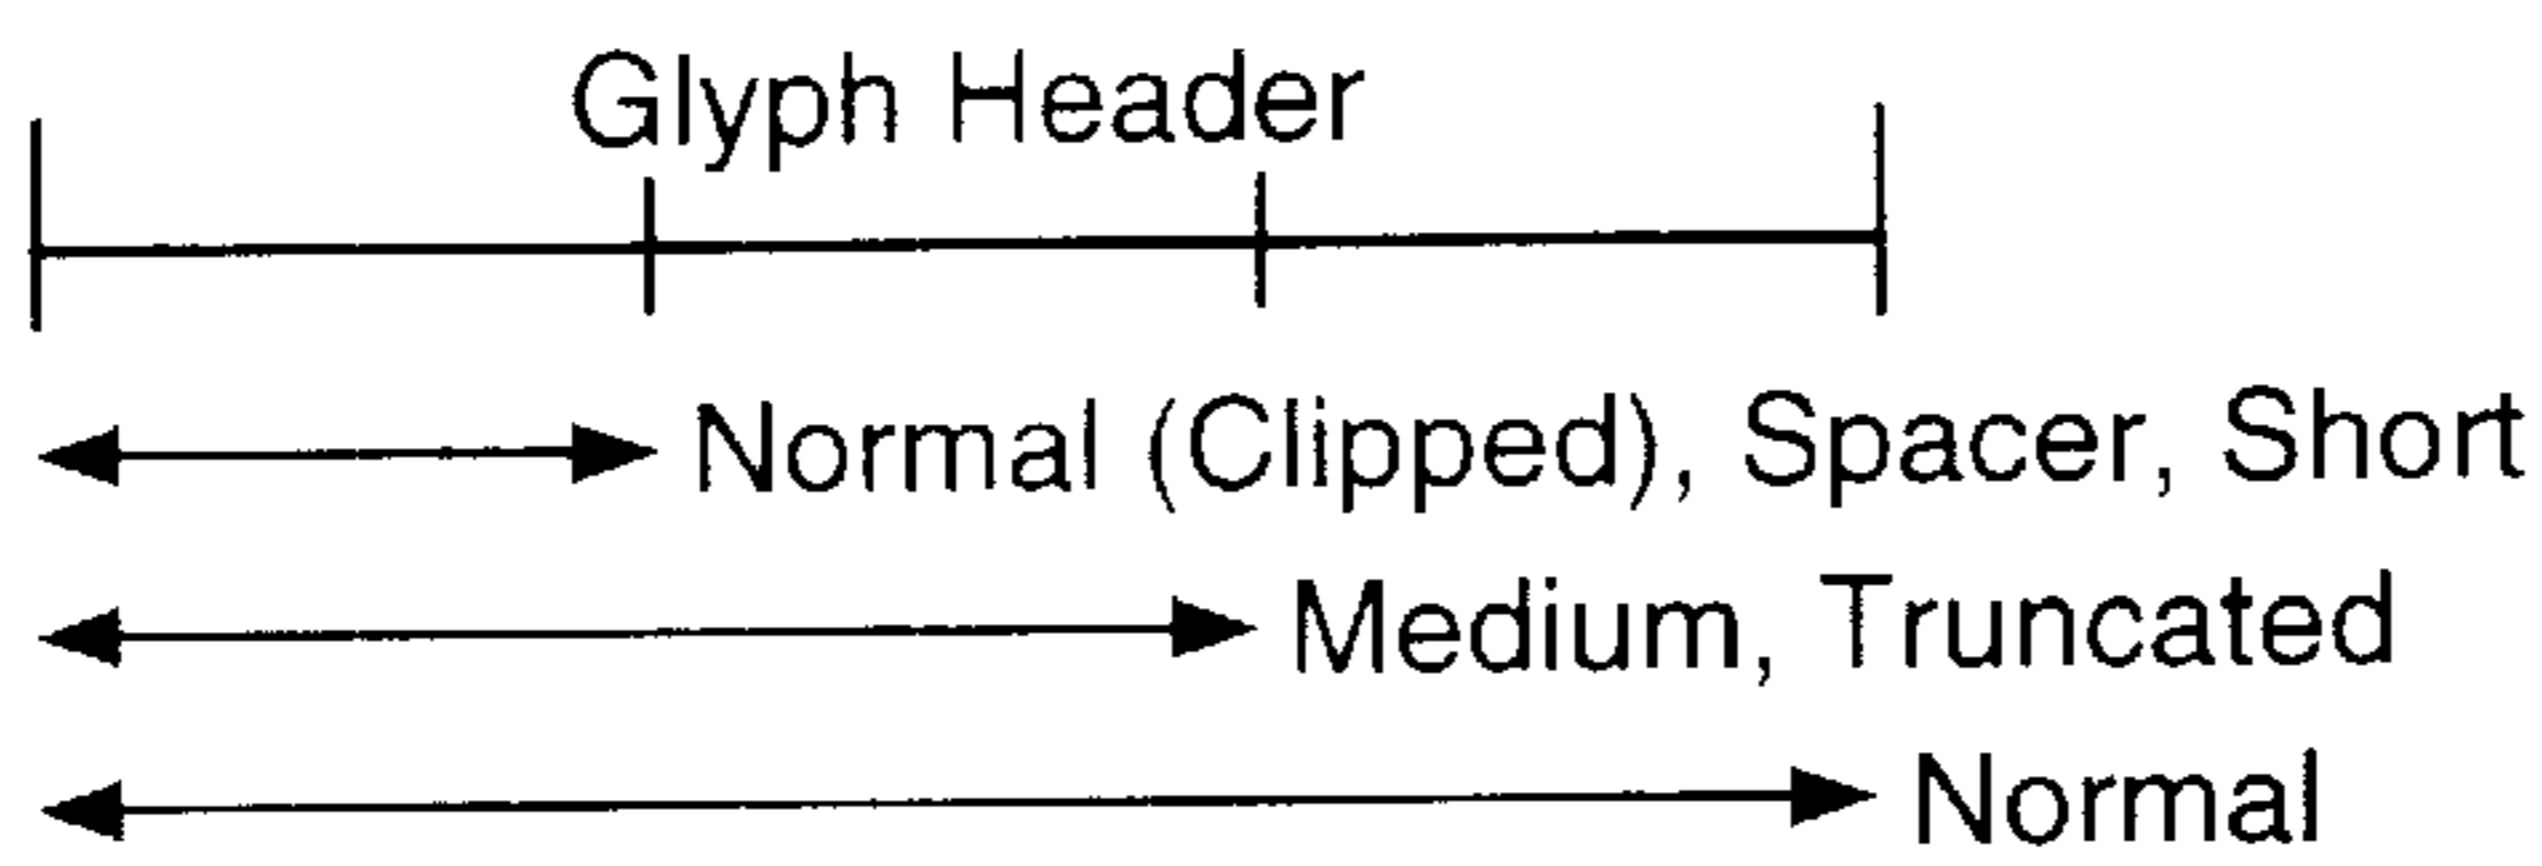 Glyph Header
Normal (Clipped), Spacer, Short
Medium, Truncated
Normal